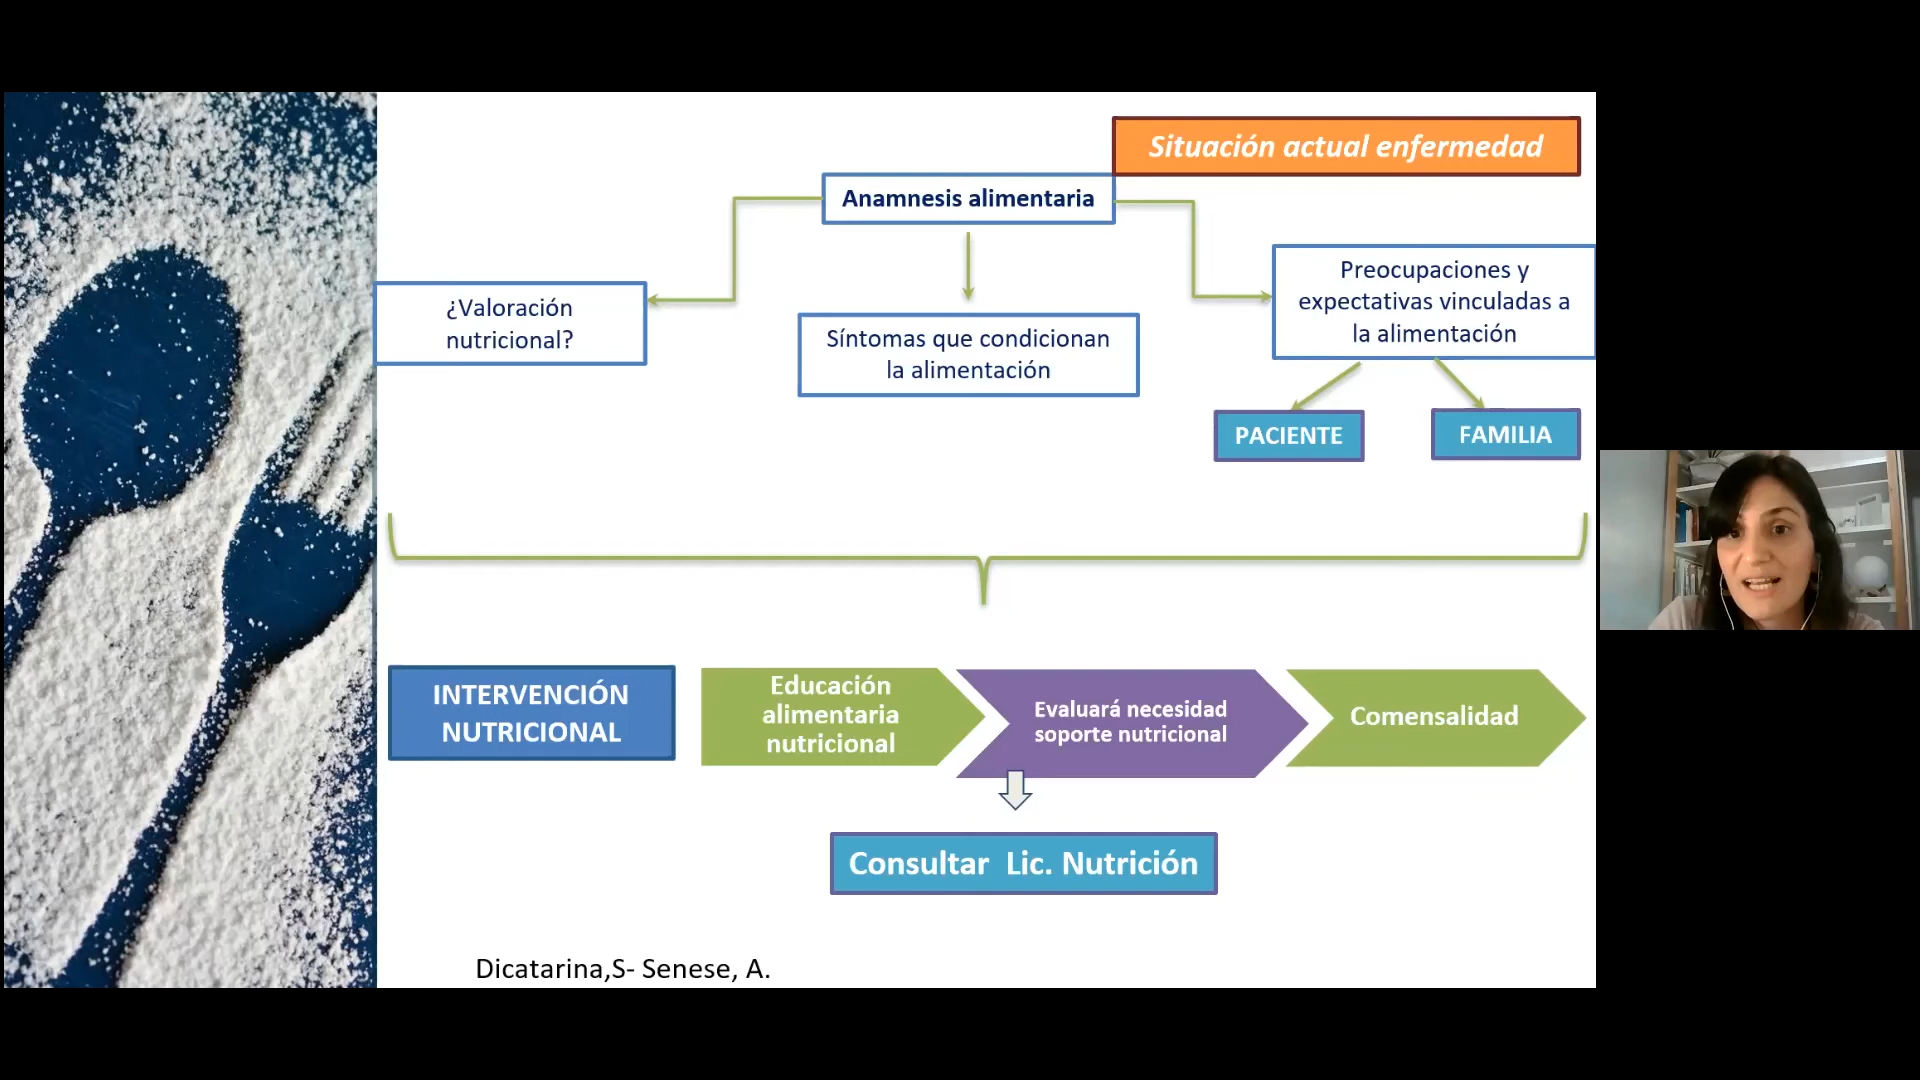 Situación actual enfermedad
Anamnesis alimentaria
¿Valoración
nutricional?
Síntomas que condicionan
la alimentación
Preocupaciones y
expectativas vinculadas a
la alimentación
PACIENTE
FAMILIA
INTERVENCIÓN
NUTRICIONAL
Educación
alimentaria
nutricional
Evaluará necesidad
soporte nutricional
Comensalidad
Consultar Lic. Nutrición
Dicatarina,S- Senese, A.